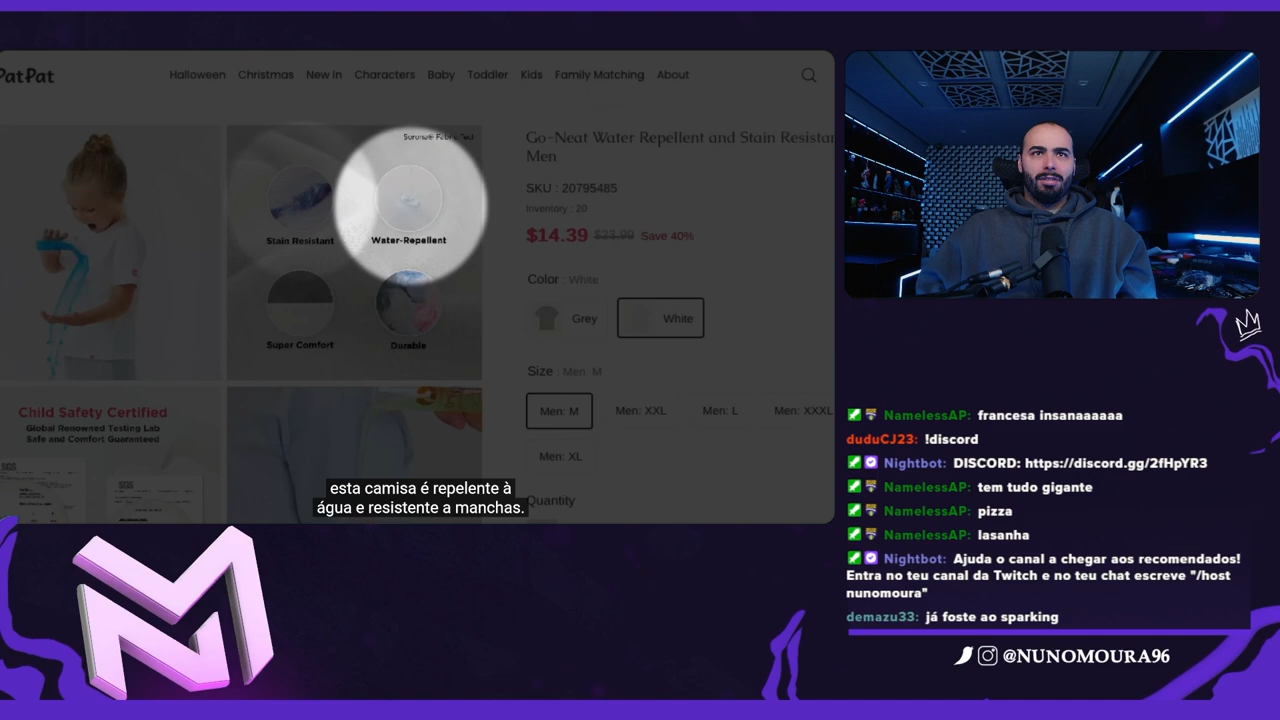 PatPat
Halloween Christmas New In Characters Baby Toddler Kids Family Matching About
Stain Resistant
Water-Repellent
Super Comfort
Durable
Child Safety Certified
Global Renowned Testing Lab
Safe and Comfort Guaranteed
SGS
SGS
Go-Neat Water Repellent and Stain Resistan
Men
SKU : 20795485
Inventory : 20
$14.39 $23.99 Save 40%
Color : White
Grey
White
Size : Men: M
Men: M
Men: XXL
Men: L
Men: XXXL
Men: XL
Quantity
esta camisa é repelente à
água e resistente a manchas.
NamelessAP: francesa insanaaaaaa
duduCJ23: !discord
Nightbot: DISCORD: https://discord.gg/2fHpYR3
NamelessAP: tem tudo gigante
NamelessAP: pizza
NamelessAP: lasanha
Nightbot: Ajuda o canal a chegar aos recomendados!
Entra no teu canal da Twitch e no teu chat escreve "/host
nunomoura"
demazu33: já foste ao sparking
@NUNOMOURA96